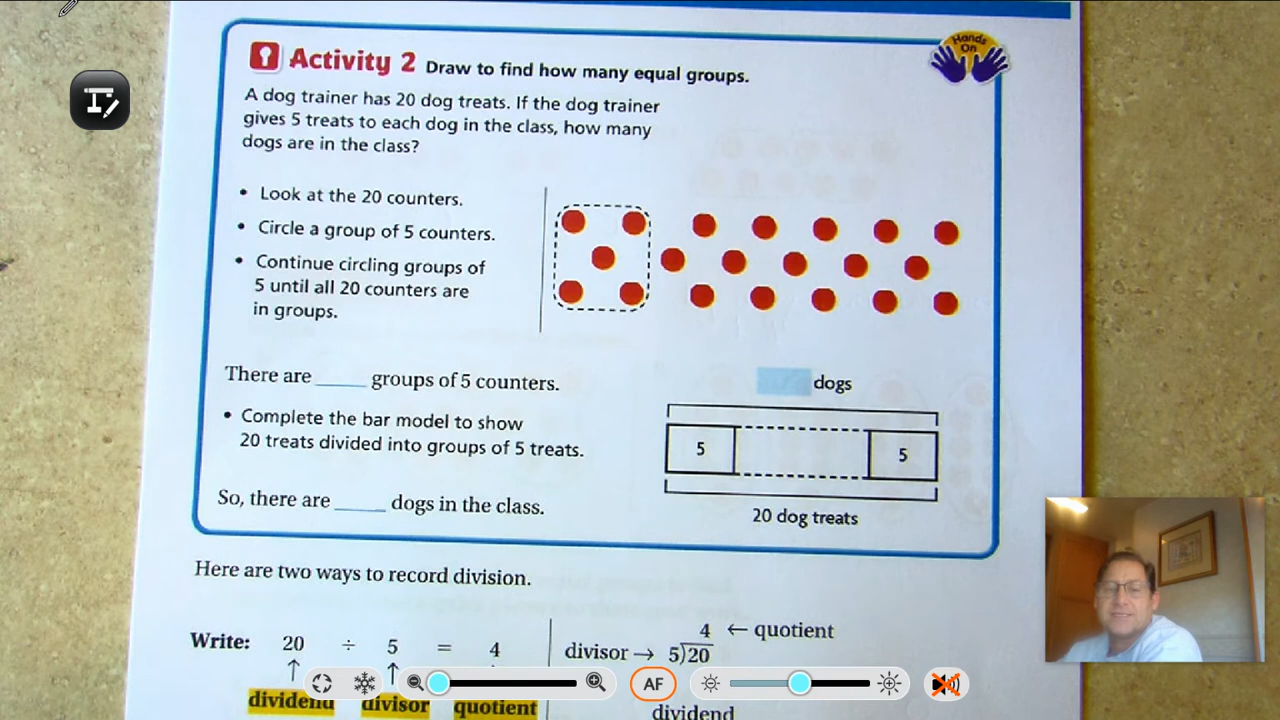 Hands
On
Activity 2 Draw to find how many equal groups.
A dog trainer has 20 dog treats. If the dog trainer
gives 5 treats to each dog in the class, how many
dogs are in the class?
• Look at the 20 counters.
• Circle a group of 5 counters.
• Continue circling groups of
5 until all 20 counters are
in groups.
There are _____ groups of 5 counters.
dogs
• Complete the bar model to show
20 treats divided into groups of 5 treats.
5 5
20 dog treats
So, there are _____ dogs in the class.
Here are two ways to record division.
Write: 20 ÷ 5 = 4
↑ ↑
dividend divisor quotient
4 ← quotient
divisor → 5)20
dividend
AF